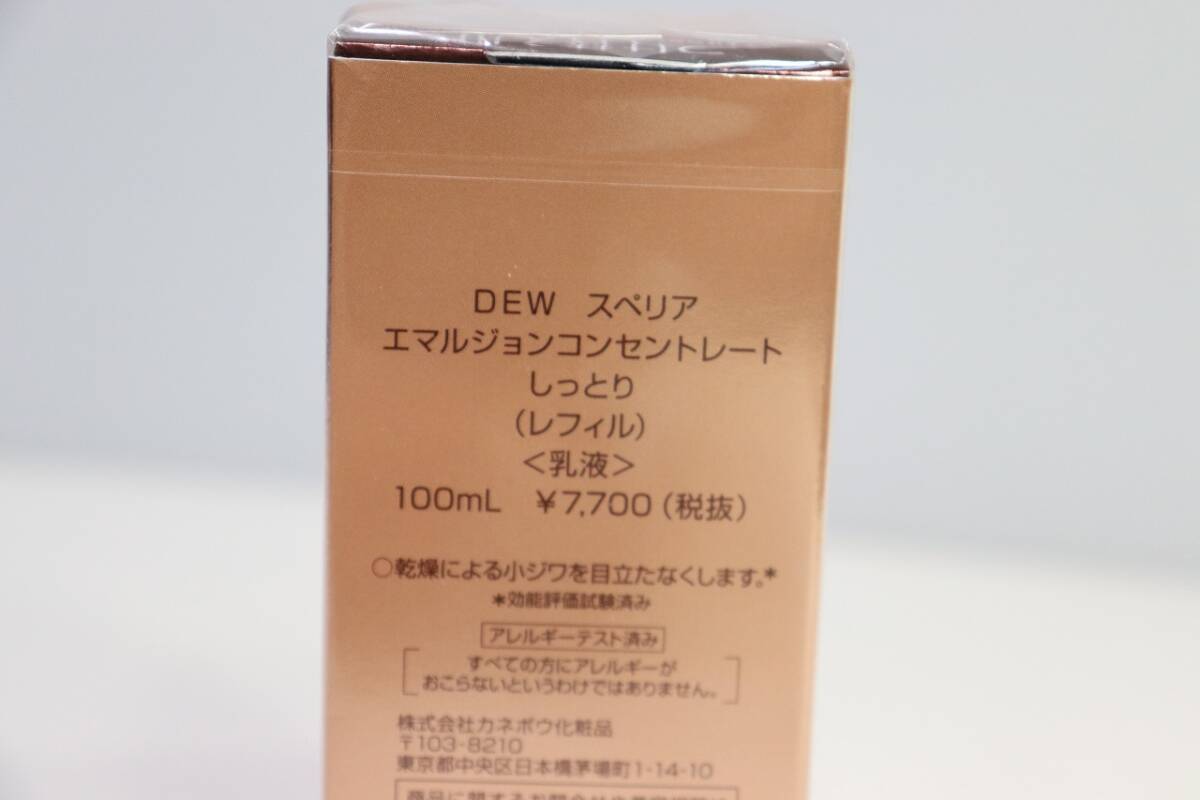 DEW スペリア
エマルジョンコンセントレート
しっとり
(レフィル)
<乳液>
100mL ¥7,700(税抜)
○乾燥による小ジワを目立たなくします。*
*効能評価試験済み
アレルギーテスト済み
すべての方にアレルギーが
おこらないというわけではありません。
株式会社カネボウ化粧品
〒103-8210
東京都中央区日本橋茅場町1-14-10